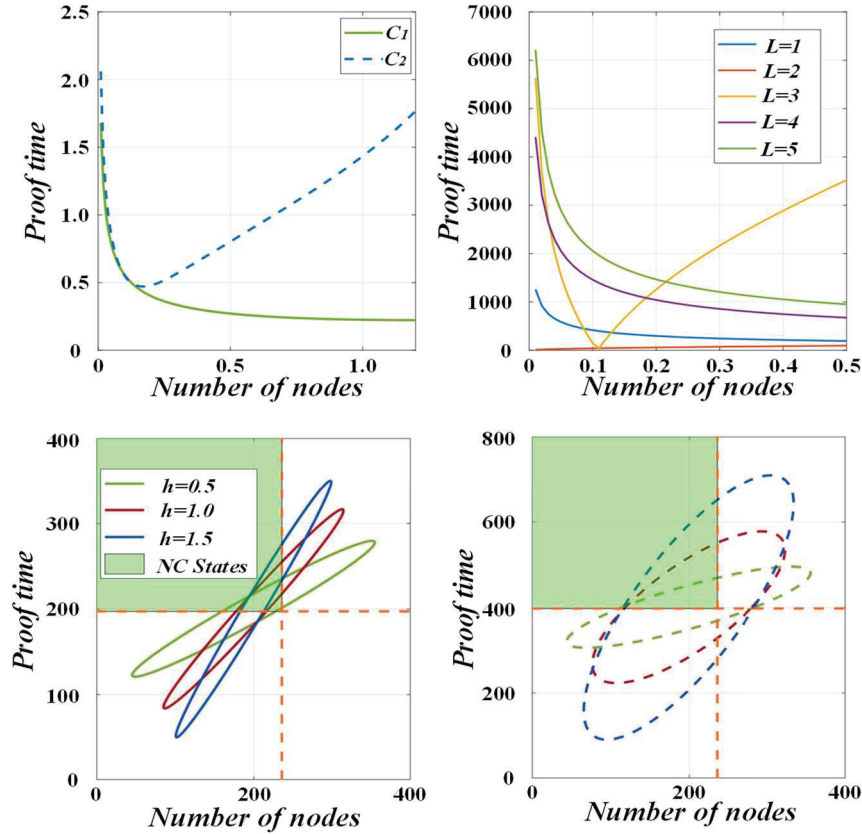 2.5
2.0
1.5
1.0
0.5
0
0
0.5
1.0
Proof time
Number of nodes
C1
C2
7000
6000
5000
4000
3000
2000
1000
0
0
0.1
0.2
0.3
0.4
0.5
Proof time
Number of nodes
L=1
L=2
L=3
L=4
L=5
400
300
200
100
0
0
200
400
Proof time
Number of nodes
h=0.5
h=1.0
h=1.5
NC States
800
600
400
200
0
0
200
400
Proof time
Number of nodes